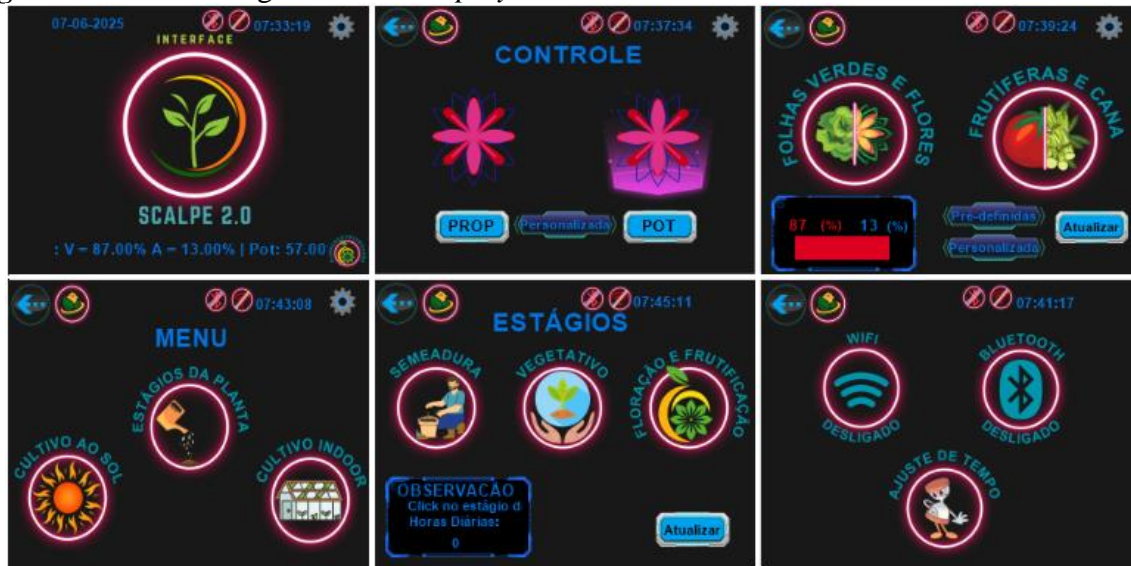 07-06-2025 07:33:19
INTERFACE
SCALPE 2.0
: V = 87.00% A = 13.00% | Pot: 57.00
07:37:34
CONTROLE
PROP
Personalizada
POT
07:39:24
FOLHAS VERDES E FLORES
FRUTÍFERAS E CANA
87 (%) 13 (%)
Pré-definidas
Personalizada
Atualizar
07:43:08
MENU
ESTÁGIOS DA PLANTA
CULTIVO AO SOL
CULTIVO INDOOR
07:45:11
ESTÁGIOS
SEMEADURA
VEGETATIVO
FLORAÇÃO E FRUTIFICAÇÃO
OBSERVACÃO
Click no estágio d
Horas Diárias:
0
Atualizar
07:41:17
WIFI
DESLIGADO
BLUETOOTH
DESLIGADO
AJUSTE DE TEMPO